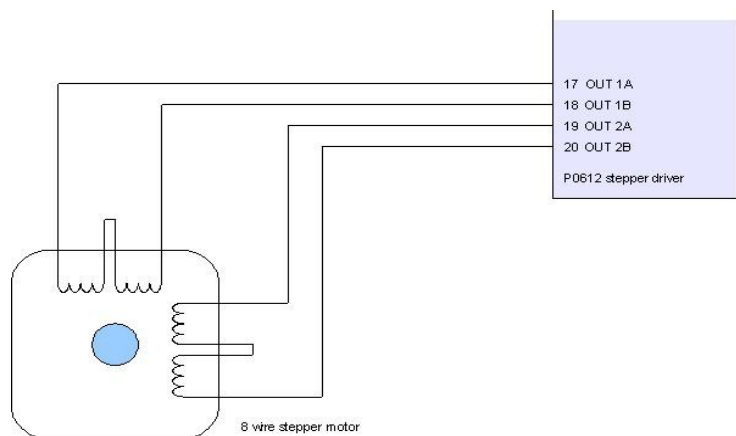 17 OUT 1A
18 OUT 1B
19 OUT 2A
20 OUT 2B
P0612 stepper driver
8 wire stepper motor